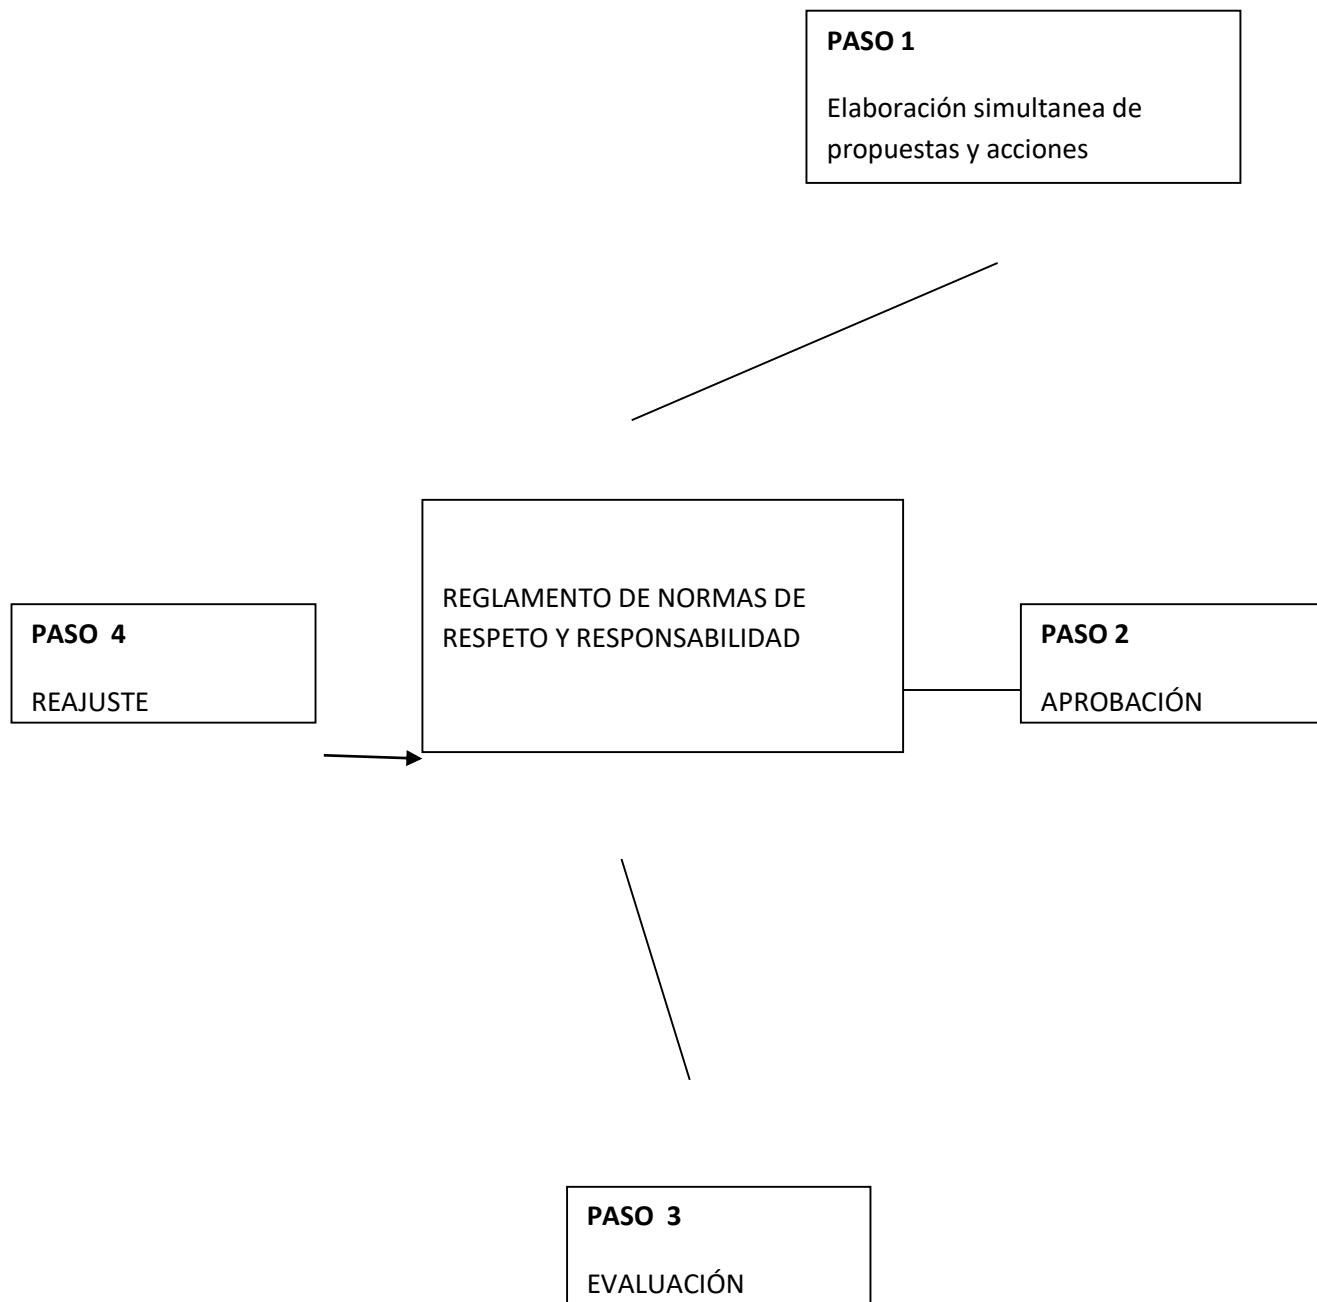 PASO 1
Elaboración simultanea de
propuestas y acciones
REGLAMENTO DE NORMAS DE
RESPETO Y RESPONSABILIDAD
PASO  4
REAJUSTE
PASO 2
APROBACIÓN
PASO  3
EVALUACIÓN